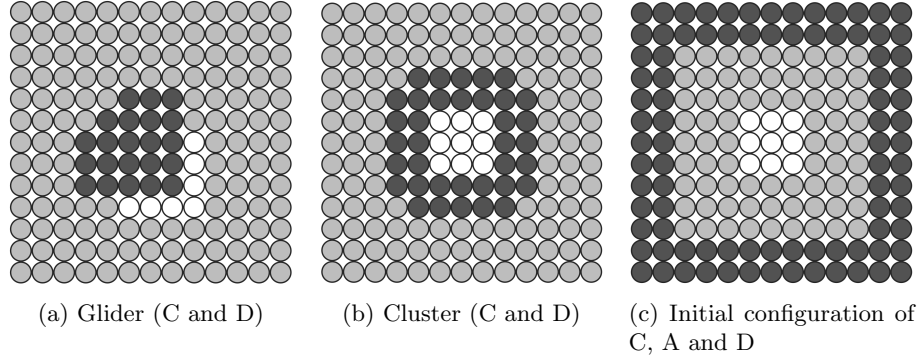 (a) Glider (C and D)
(b) Cluster (C and D)
(c) Initial configuration of
C, A and D